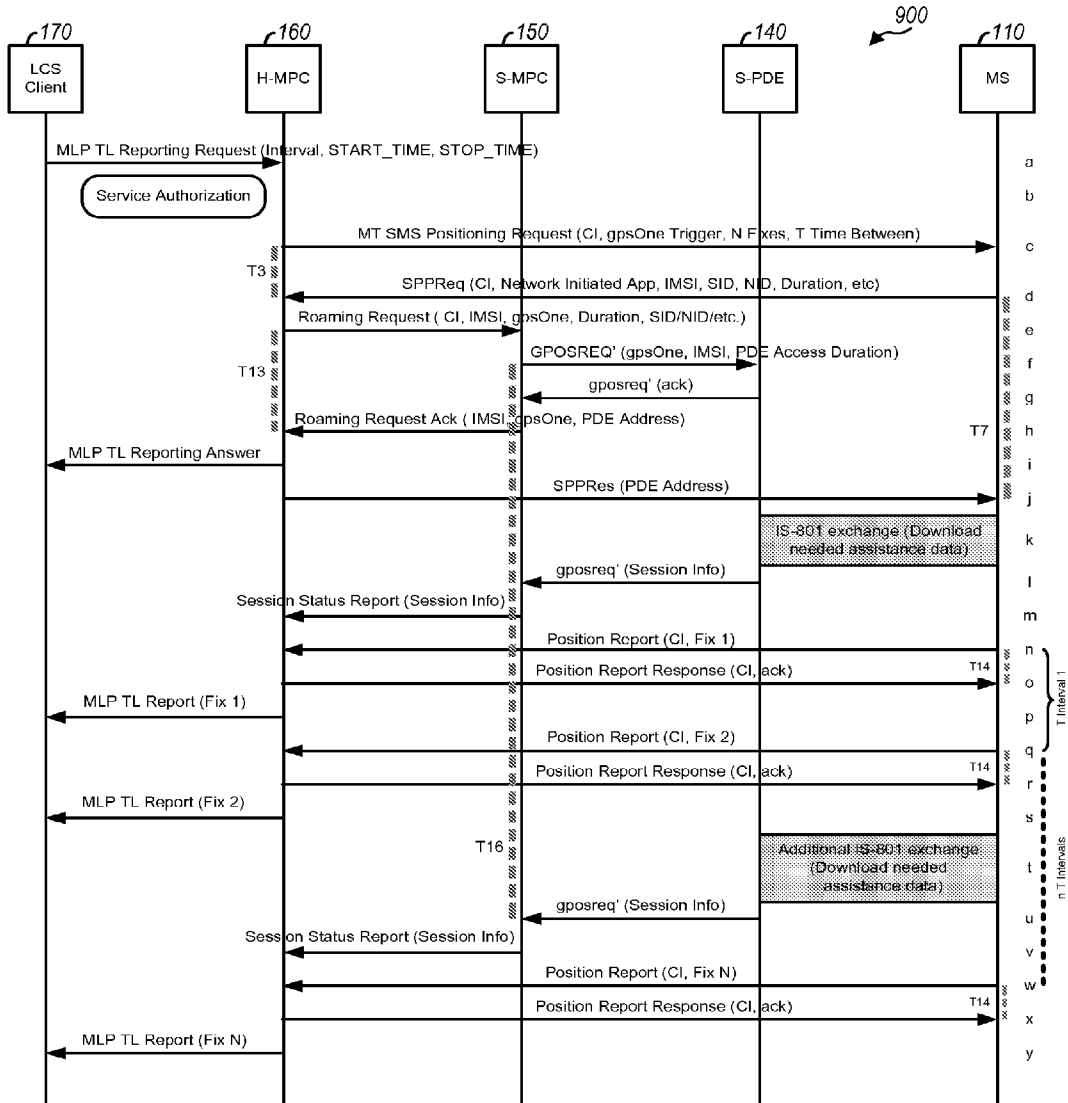 900
170
160
150
140
110
LCS
Client
H-MPC
S-MPC
S-PDE
MS
MLP TL Reporting Request (Interval, START_TIME, STOP_TIME)
a
Service Authorization
b
MT SMS Positioning Request (CI, gpsOne Trigger, N Fixes, T Time Between)
c
T3
SPPReq (CI, Network Initiated App, IMSI, SID, NID, Duration, etc)
d
Roaming Request ( CI, IMSI, gpsOne, Duration, SID/NID/etc.)
e
GPOSREQ' (gpsOne, IMSI, PDE Access Duration)
f
T13
gposreq' (ack)
g
Roaming Request Ack ( IMSI, gpsOne, PDE Address)
T7
h
MLP TL Reporting Answer
i
SPPRes (PDE Address)
j
IS-801 exchange (Download
needed assistance data)
k
gposreq' (Session Info)
l
Session Status Report (Session Info)
m
Position Report (CI, Fix 1)
n
Position Report Response (CI, ack)
T14
o
T Interval 1
MLP TL Report (Fix 1)
p
Position Report (CI, Fix 2)
q
Position Report Response (CI, ack)
T14
r
MLP TL Report (Fix 2)
s
T16
Additional IS-801 exchange
(Download needed
assistance data)
t
n T Intervals
gposreq' (Session Info)
u
Session Status Report (Session Info)
v
Position Report (CI, Fix N)
w
Position Report Response (CI, ack)
T14
x
MLP TL Report (Fix N)
y